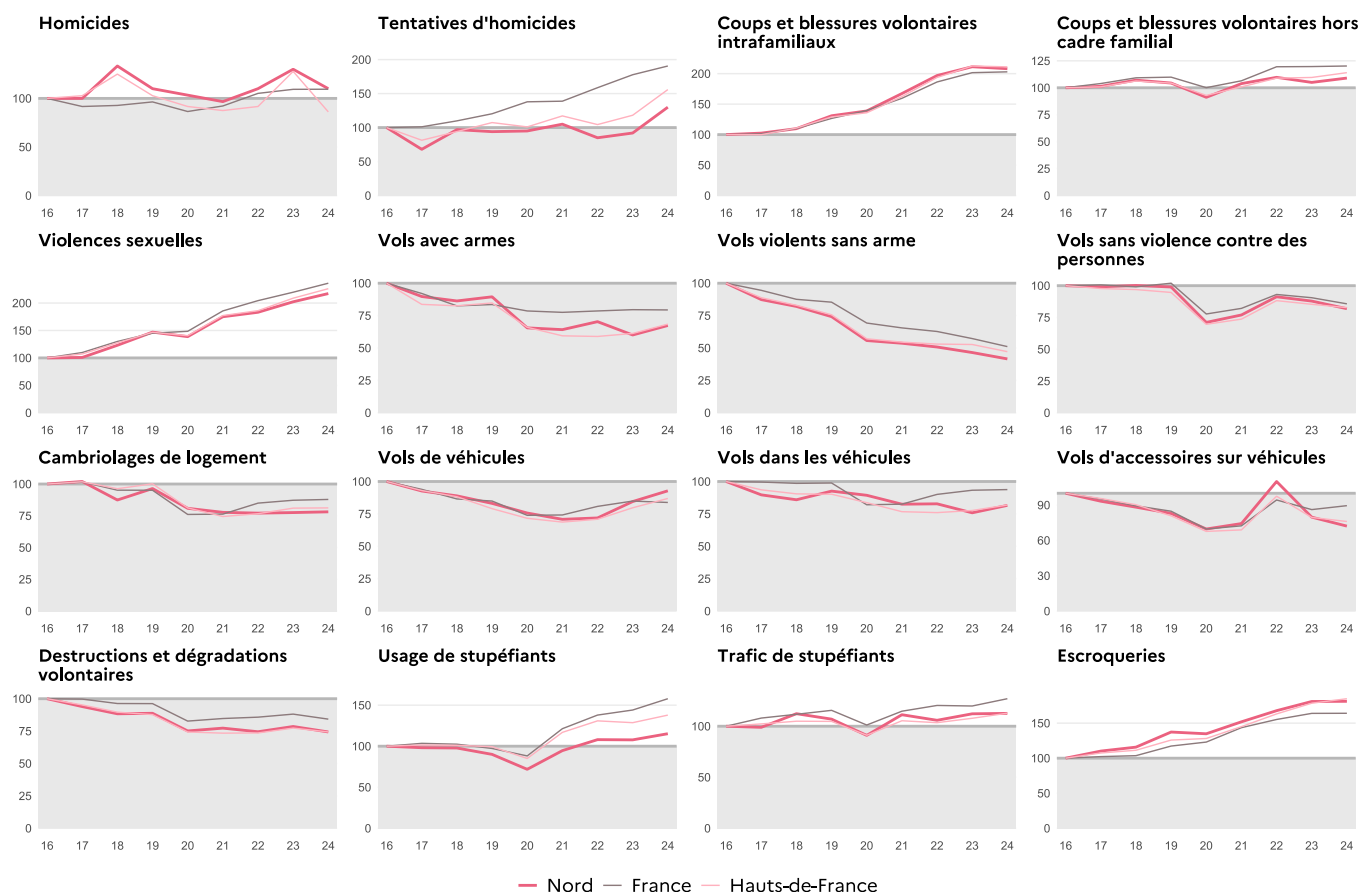 Homicides
100
50
0
16 17 18 19 20 21 22 23 24
Tentatives d'homicides
200
150
100
50
0
16 17 18 19 20 21 22 23 24
Coups et blessures volontaires
intrafamiliaux
200
150
100
50
0
16 17 18 19 20 21 22 23 24
Coups et blessures volontaires hors
cadre familial
125
100
75
50
25
0
16 17 18 19 20 21 22 23 24
Violences sexuelles
200
150
100
50
0
16 17 18 19 20 21 22 23 24
Vols avec armes
100
75
50
25
0
16 17 18 19 20 21 22 23 24
Vols violents sans arme
100
75
50
25
0
16 17 18 19 20 21 22 23 24
Vols sans violence contre des
personnes
100
75
50
25
0
16 17 18 19 20 21 22 23 24
Cambriolages de logement
100
75
50
25
0
16 17 18 19 20 21 22 23 24
Vols de véhicules
100
75
50
25
0
16 17 18 19 20 21 22 23 24
Vols dans les véhicules
100
75
50
25
0
16 17 18 19 20 21 22 23 24
Vols d'accessoires sur véhicules
90
60
30
0
16 17 18 19 20 21 22 23 24
Destructions et dégradations
volontaires
100
75
50
25
0
16 17 18 19 20 21 22 23 24
Usage de stupéfiants
150
100
50
0
16 17 18 19 20 21 22 23 24
Trafic de stupéfiants
100
50
0
16 17 18 19 20 21 22 23 24
Escroqueries
150
100
50
0
16 17 18 19 20 21 22 23 24
Nord France Hauts-de-France